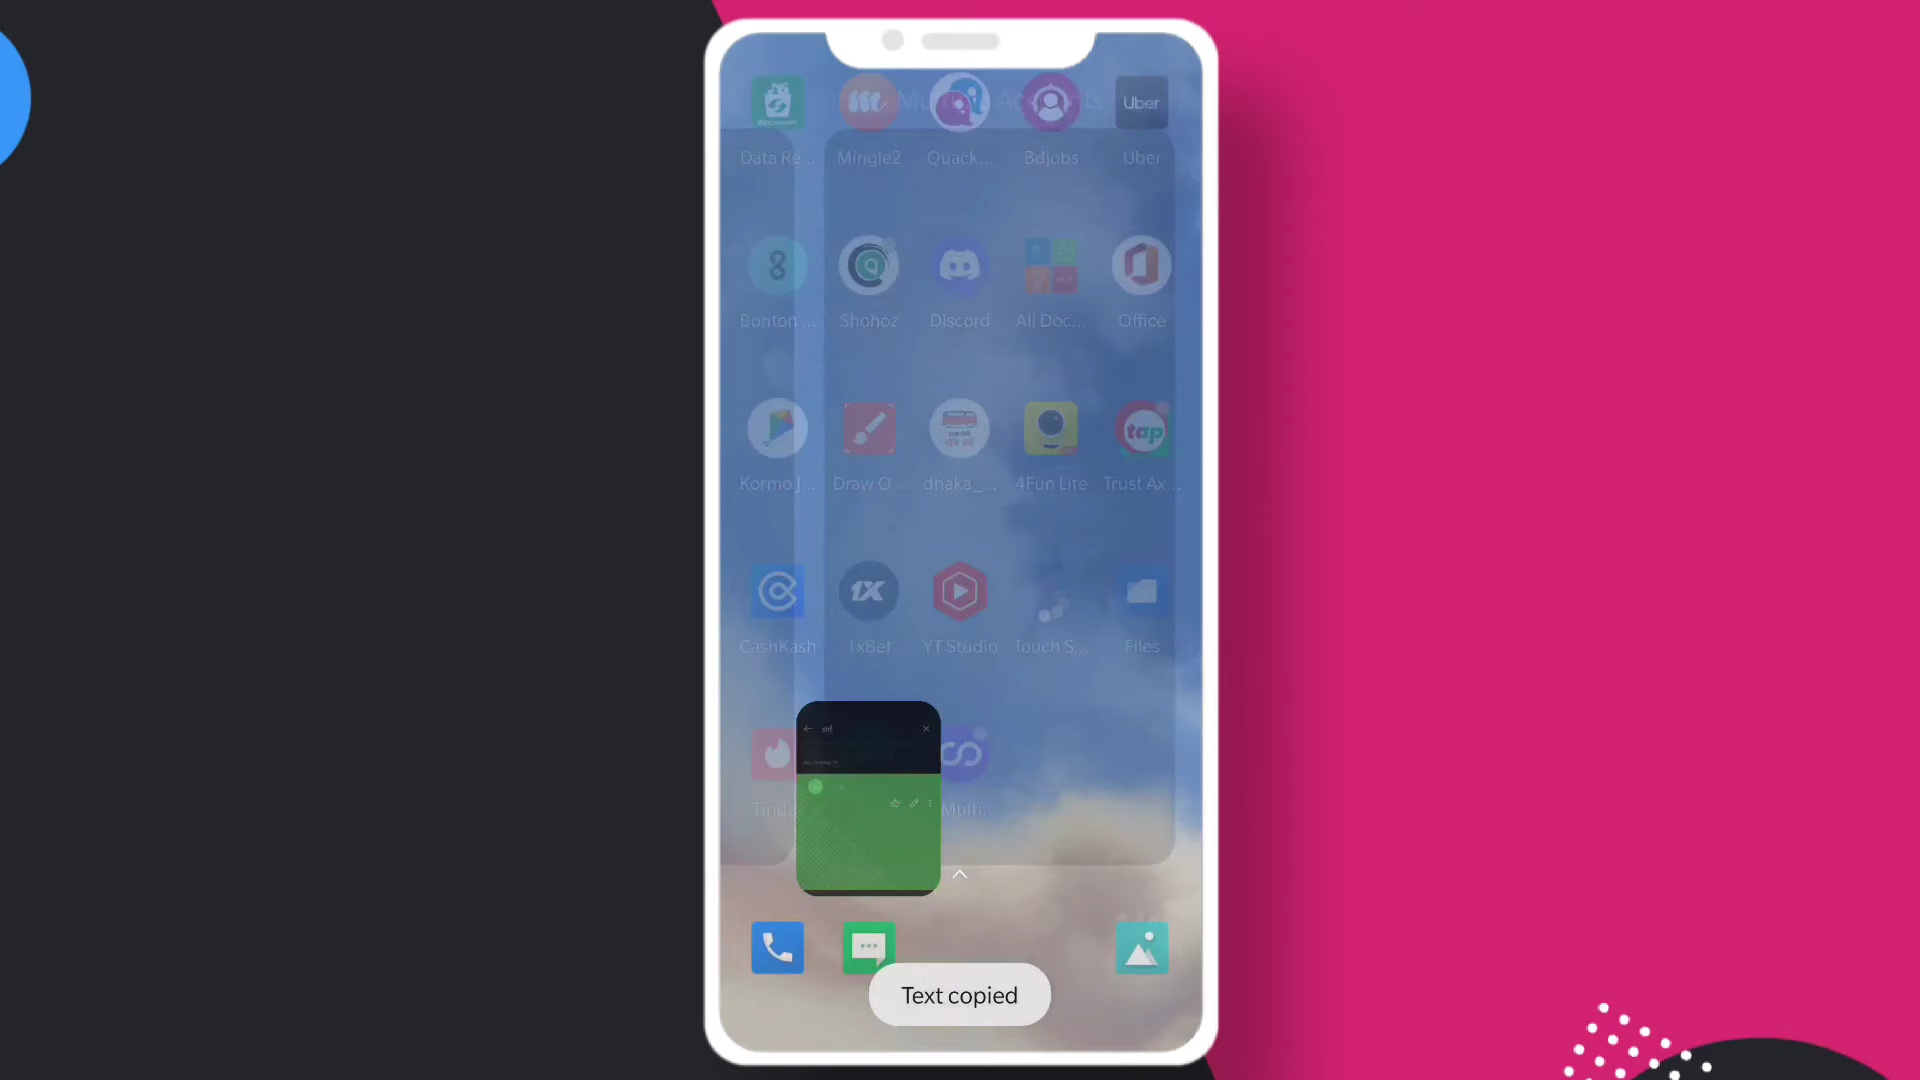 Uber
Data Re...
Mingle2
Quack...
Bdjobs
Uber
Bonton ...
Shohoz
Discord
All Doc...
Office
tap
Kormo J...
Draw O...
dhaka_...
4Fun Lite
Trust Ax...
1X
CashKash
1xBet
YT Studio
Touch S...
Files
Multi...
Text copied